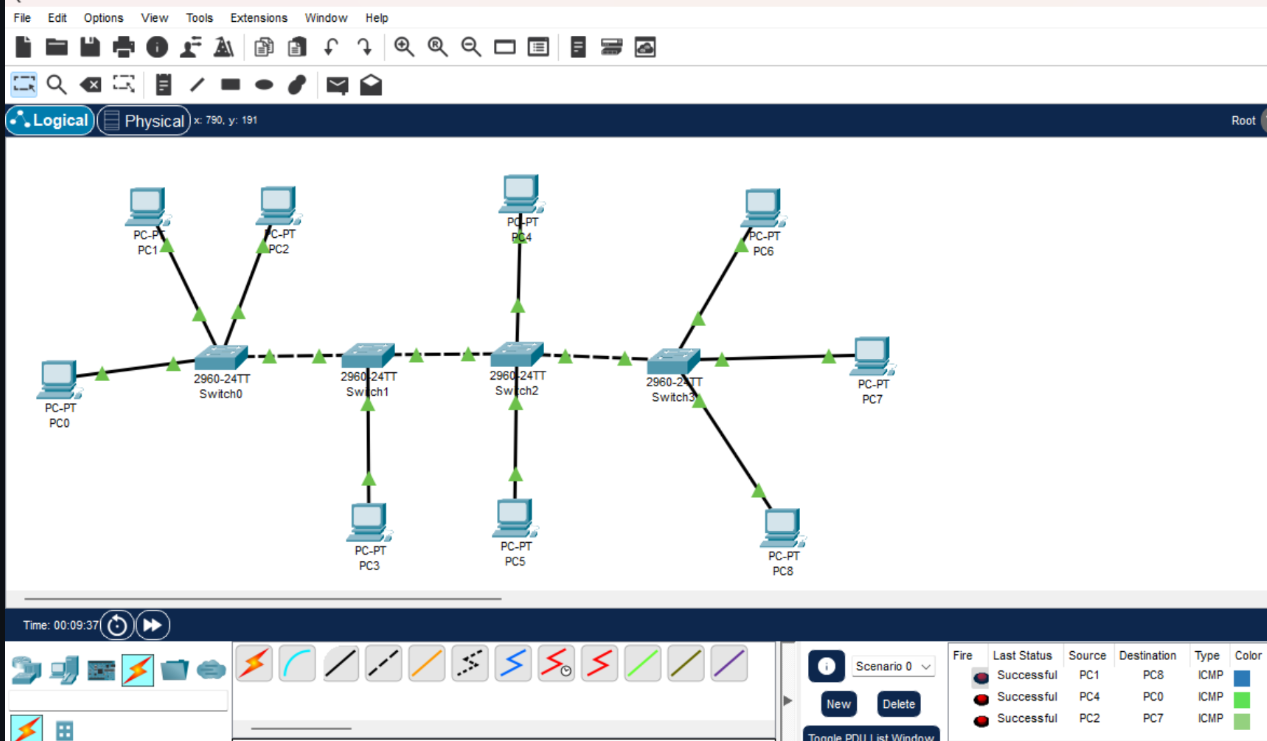 File Edit Options View Tools Extensions Window Help
Logical Physical x: 790, y: 191 Root
PC-PT
PC1
PC-PT
PC2
PC-PT
PC4
PC-PT
PC6
2960-24TT
Switch0
2960-24TT
Switch1
2960-24TT
Switch2
2960-24TT
Switch3
PC-PT
PC7
PC-PT
PC0
PC-PT
PC3
PC-PT
PC5
PC-PT
PC8
Time: 00:09:37
Scenario 0
New Delete
Toggle PDU List Window
Fire Last Status Source Destination Type Color
Successful PC1 PC8 ICMP
Successful PC4 PC0 ICMP
Successful PC2 PC7 ICMP